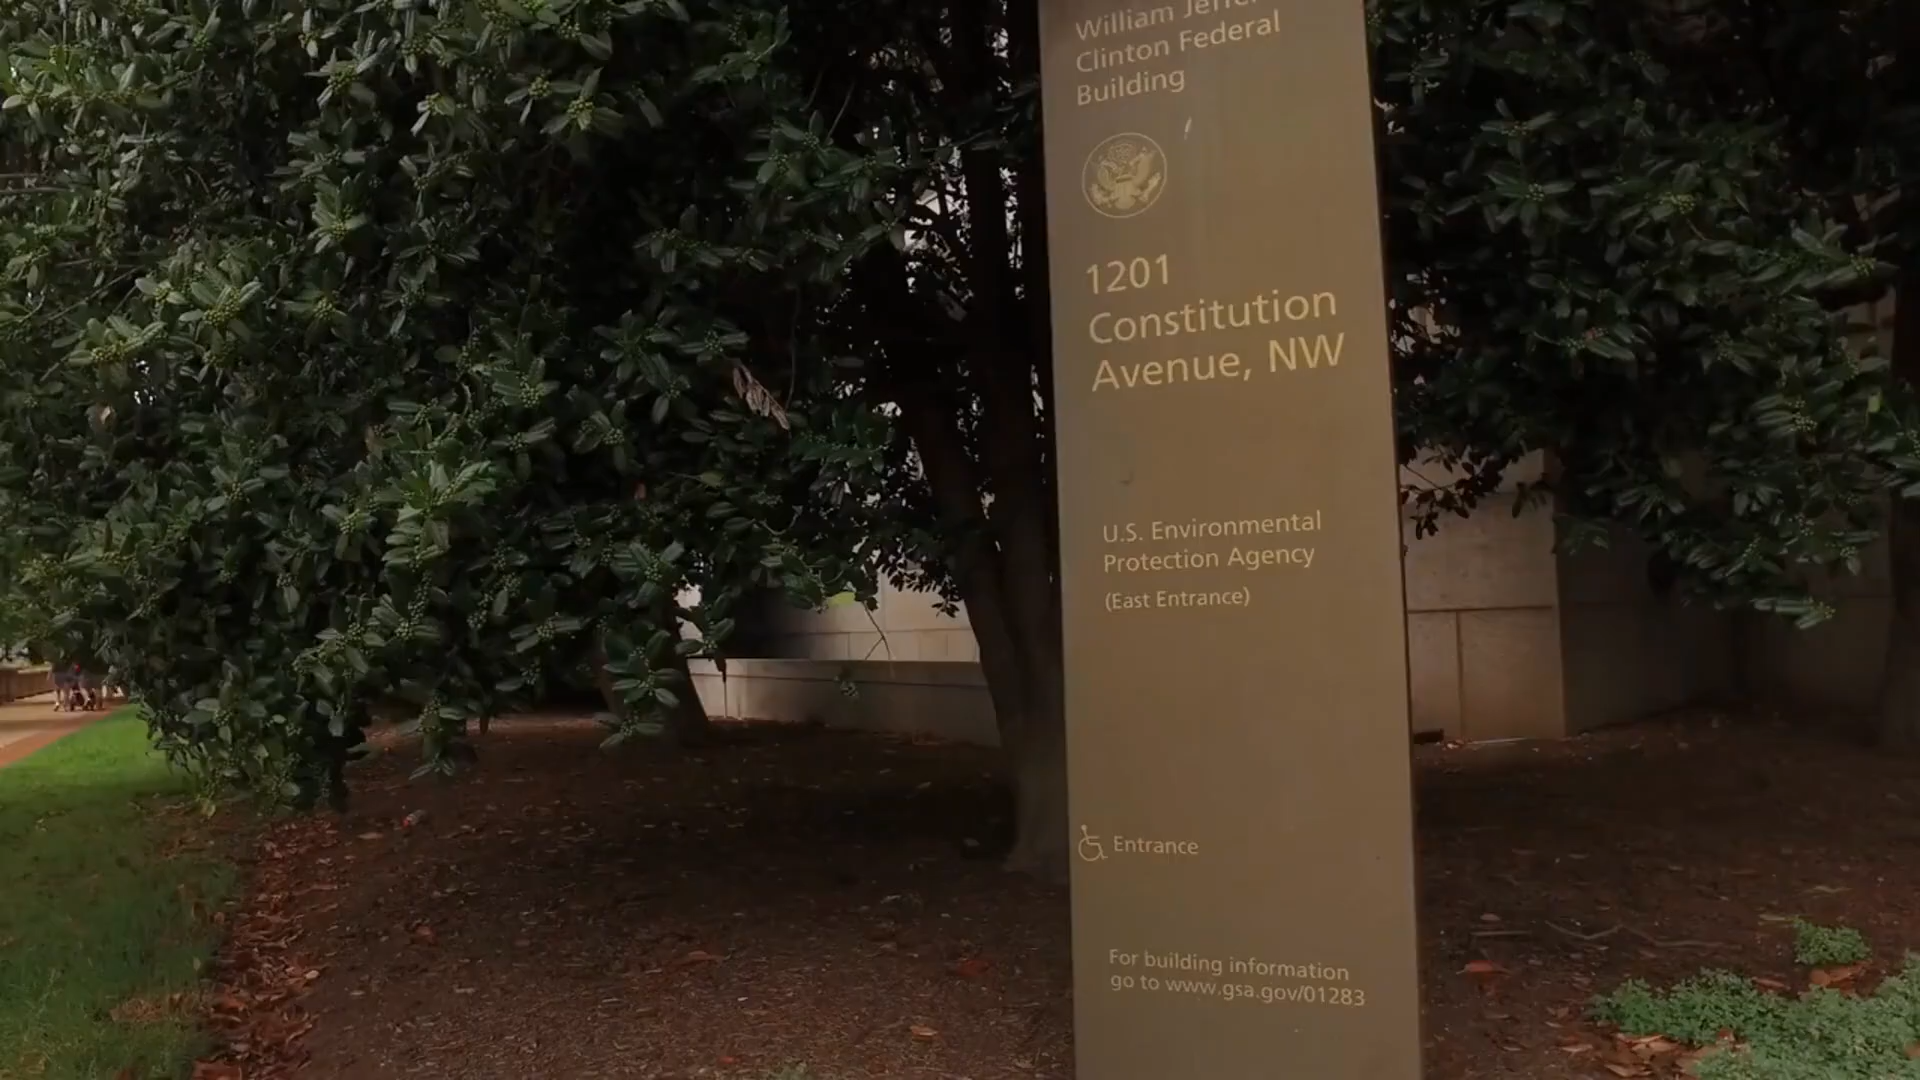 William
Clinton Federal
Building
1201
Constitution
Avenue, NW
U.S. Environmental
Protection Agency
(East Entrance)
Entrance
For building information
go to www.gsa.gov/01283